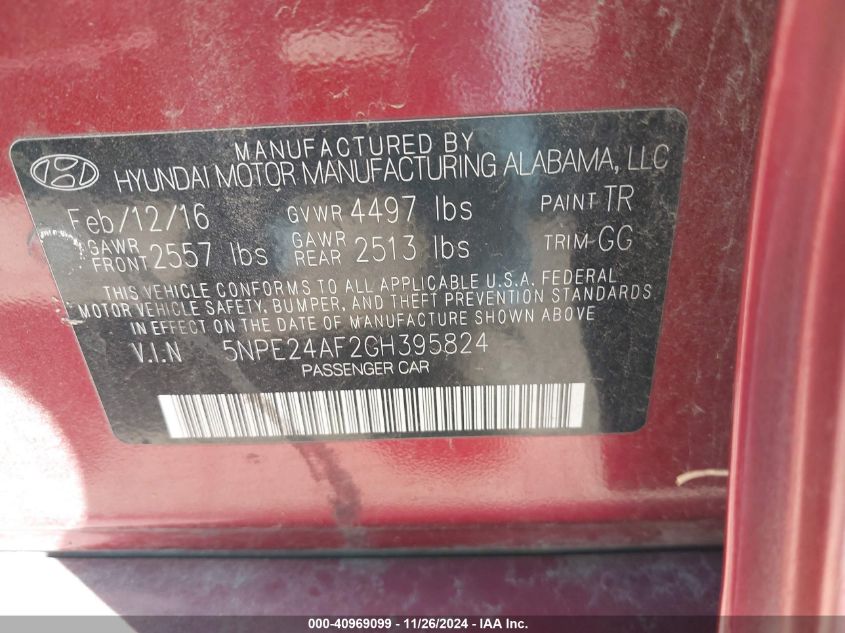 MANUFACTURED BY
HYUNDAI MOTOR MANUFACTURING ALABAMA, LLC
Feb/12/16 GVWR 4497 lbs PAINT TR
GAWR FRONT 2557 lbs GAWR REAR 2513 lbs TRIM GG
THIS VEHICLE CONFORMS TO ALL APPLICABLE U.S.A. FEDERAL
MOTOR VEHICLE SAFETY, BUMPER, AND THEFT PREVENTION STANDARDS
IN EFFECT ON THE DATE OF MANUFACTURE SHOWN ABOVE
V.I.N 5NPE24AF2GH395824
PASSENGER CAR
000-40969099 - 11/26/2024 - IAA Inc.